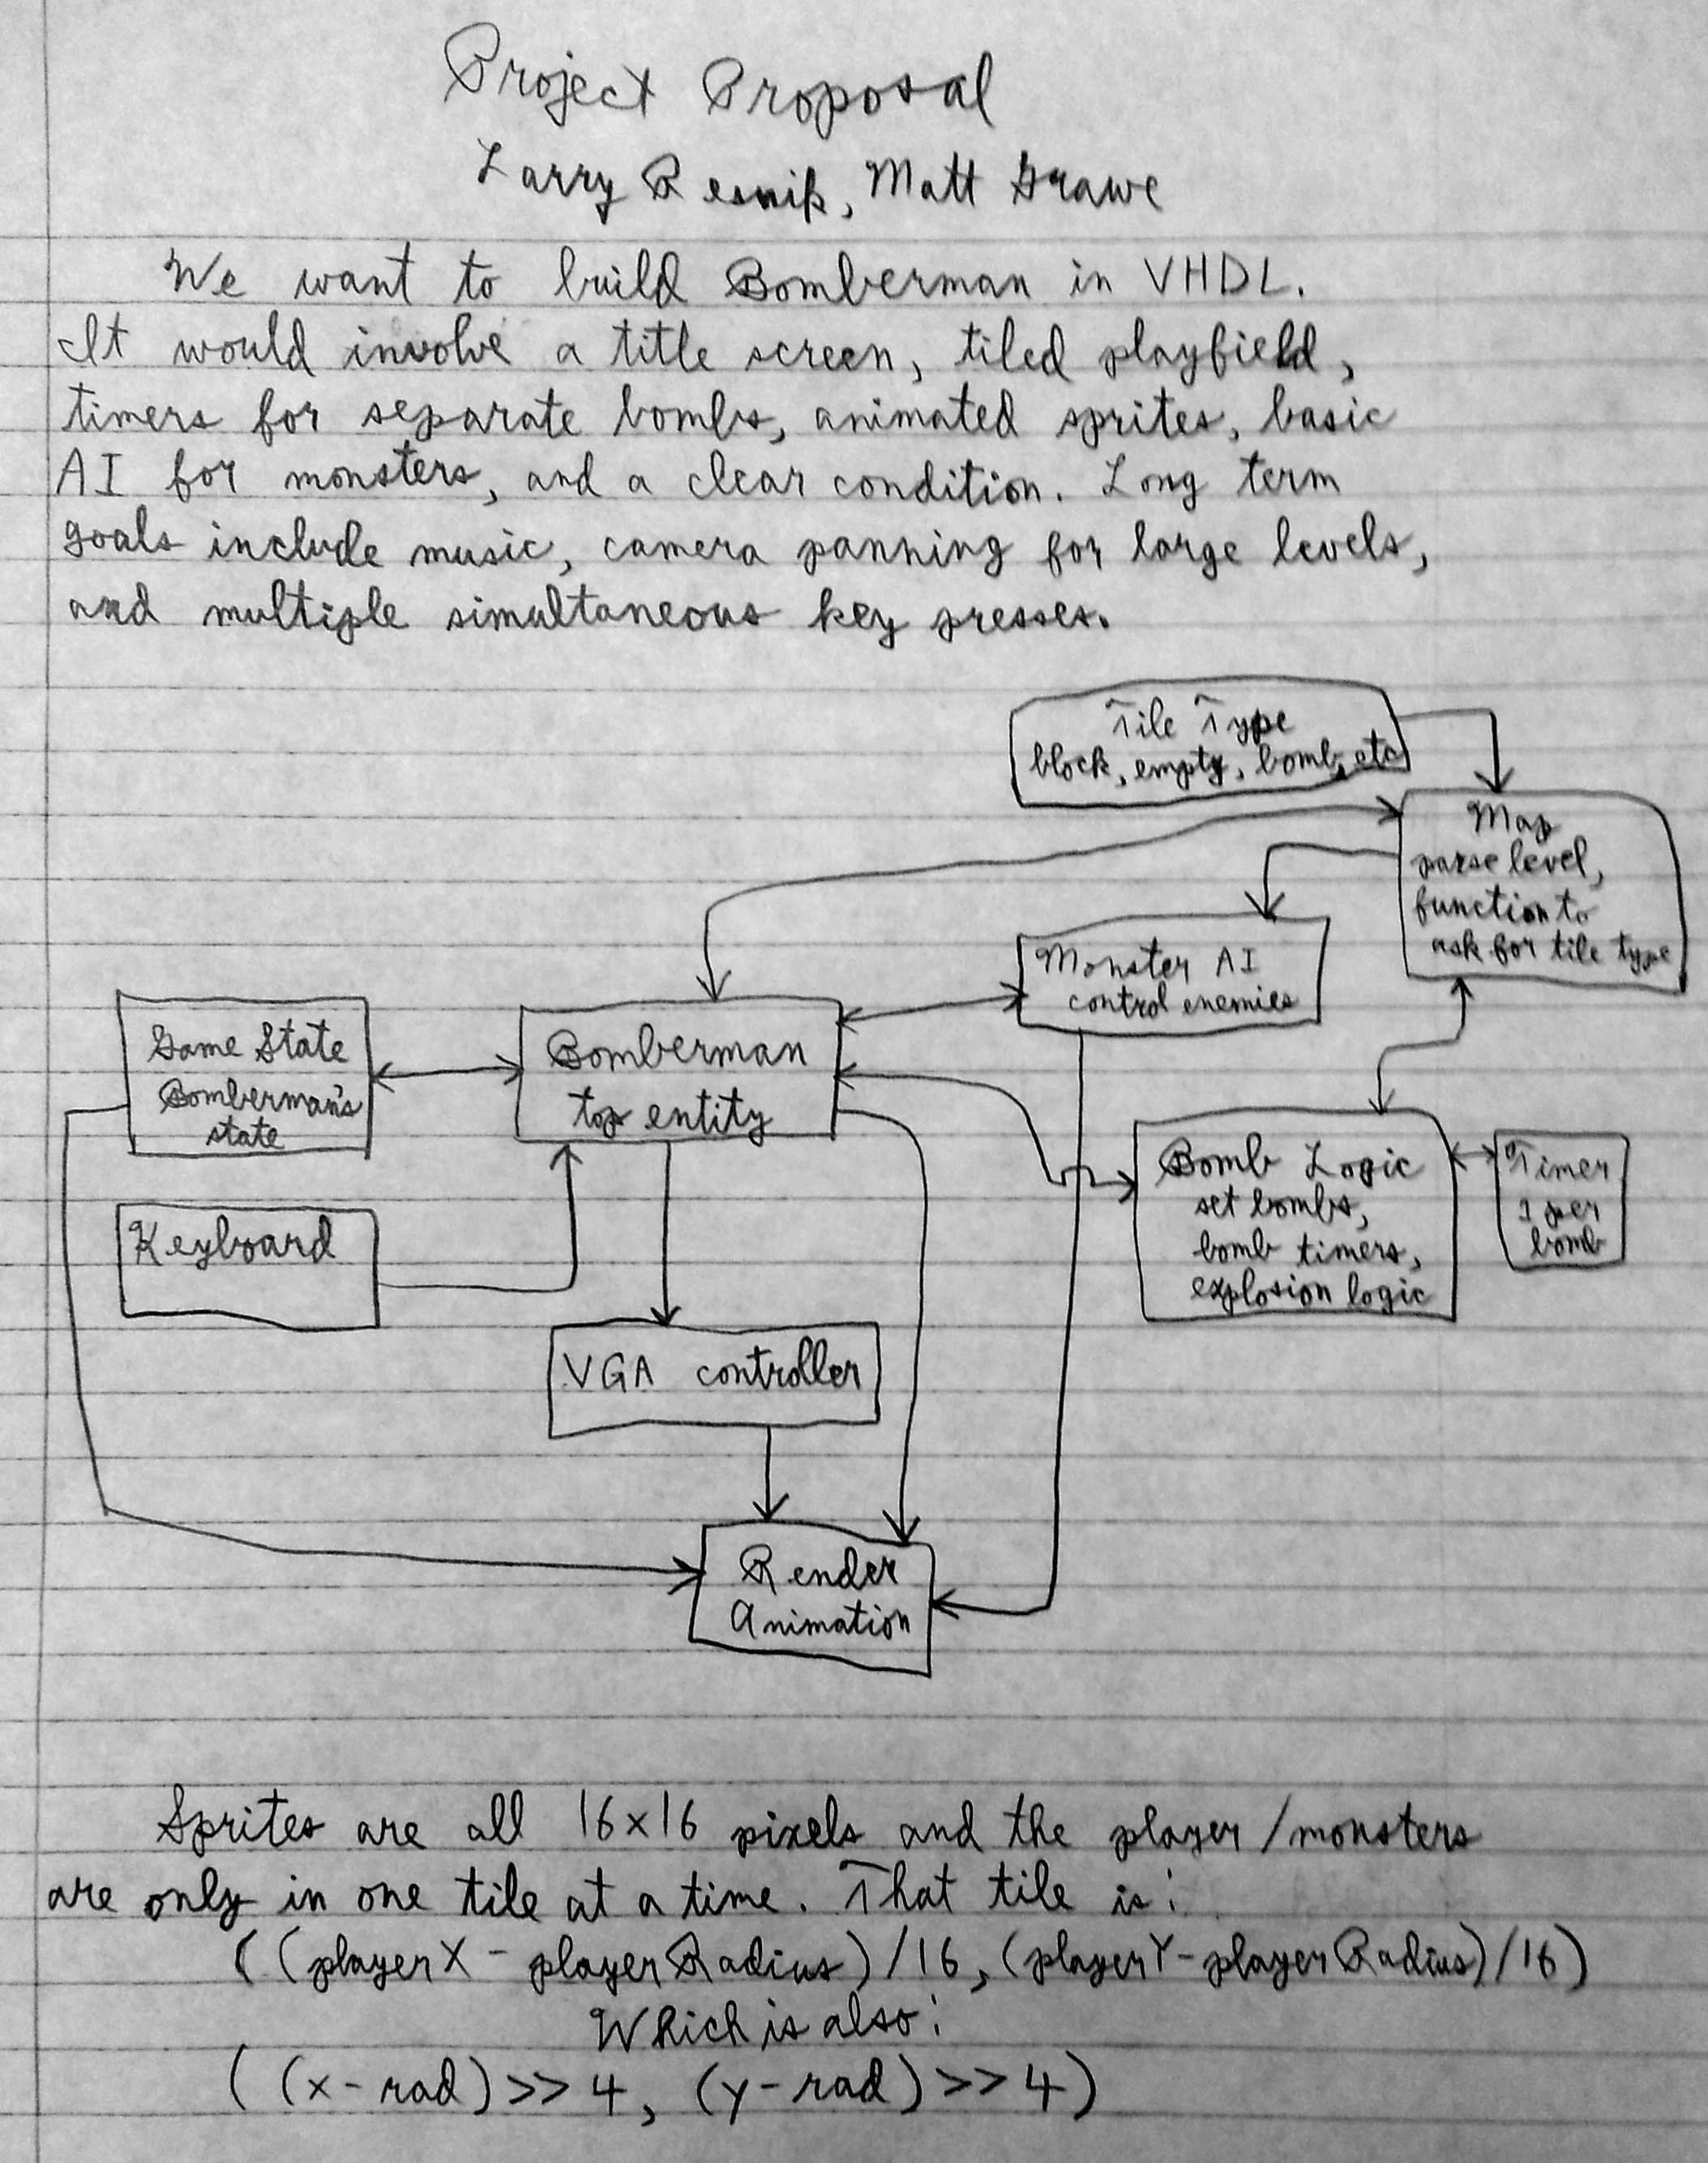 Project Proposal
Larry Resnik, Matt Grawe
We want to build Bomberman in VHDL.
It would involve a title screen, tiled playfield,
timers for separate bombs, animated sprites, basic
AI for monsters, and a clear condition. Long term
goals include music, camera panning for large levels,
and multiple simultaneous key presses.
Tile Type
block, empty, bomb, etc
Map
parse level,
function to
ask for tile type
Monster AI
control enemies
Game State
Bomberman's
state
Bomberman
top entity
Bomb Logic
set bombs,
bomb timers,
explosion logic
Timer
1 per
bomb
Keyboard
VGA controller
Render
Animation
Sprites are all 16x16 pixels and the player/monsters
are only in one tile at a time. That tile is:
((playerX - playerRadius)/16, (playerY-playerRadius)/16)
Which is also:
((x-rad)>>4, (y-rad)>>4)